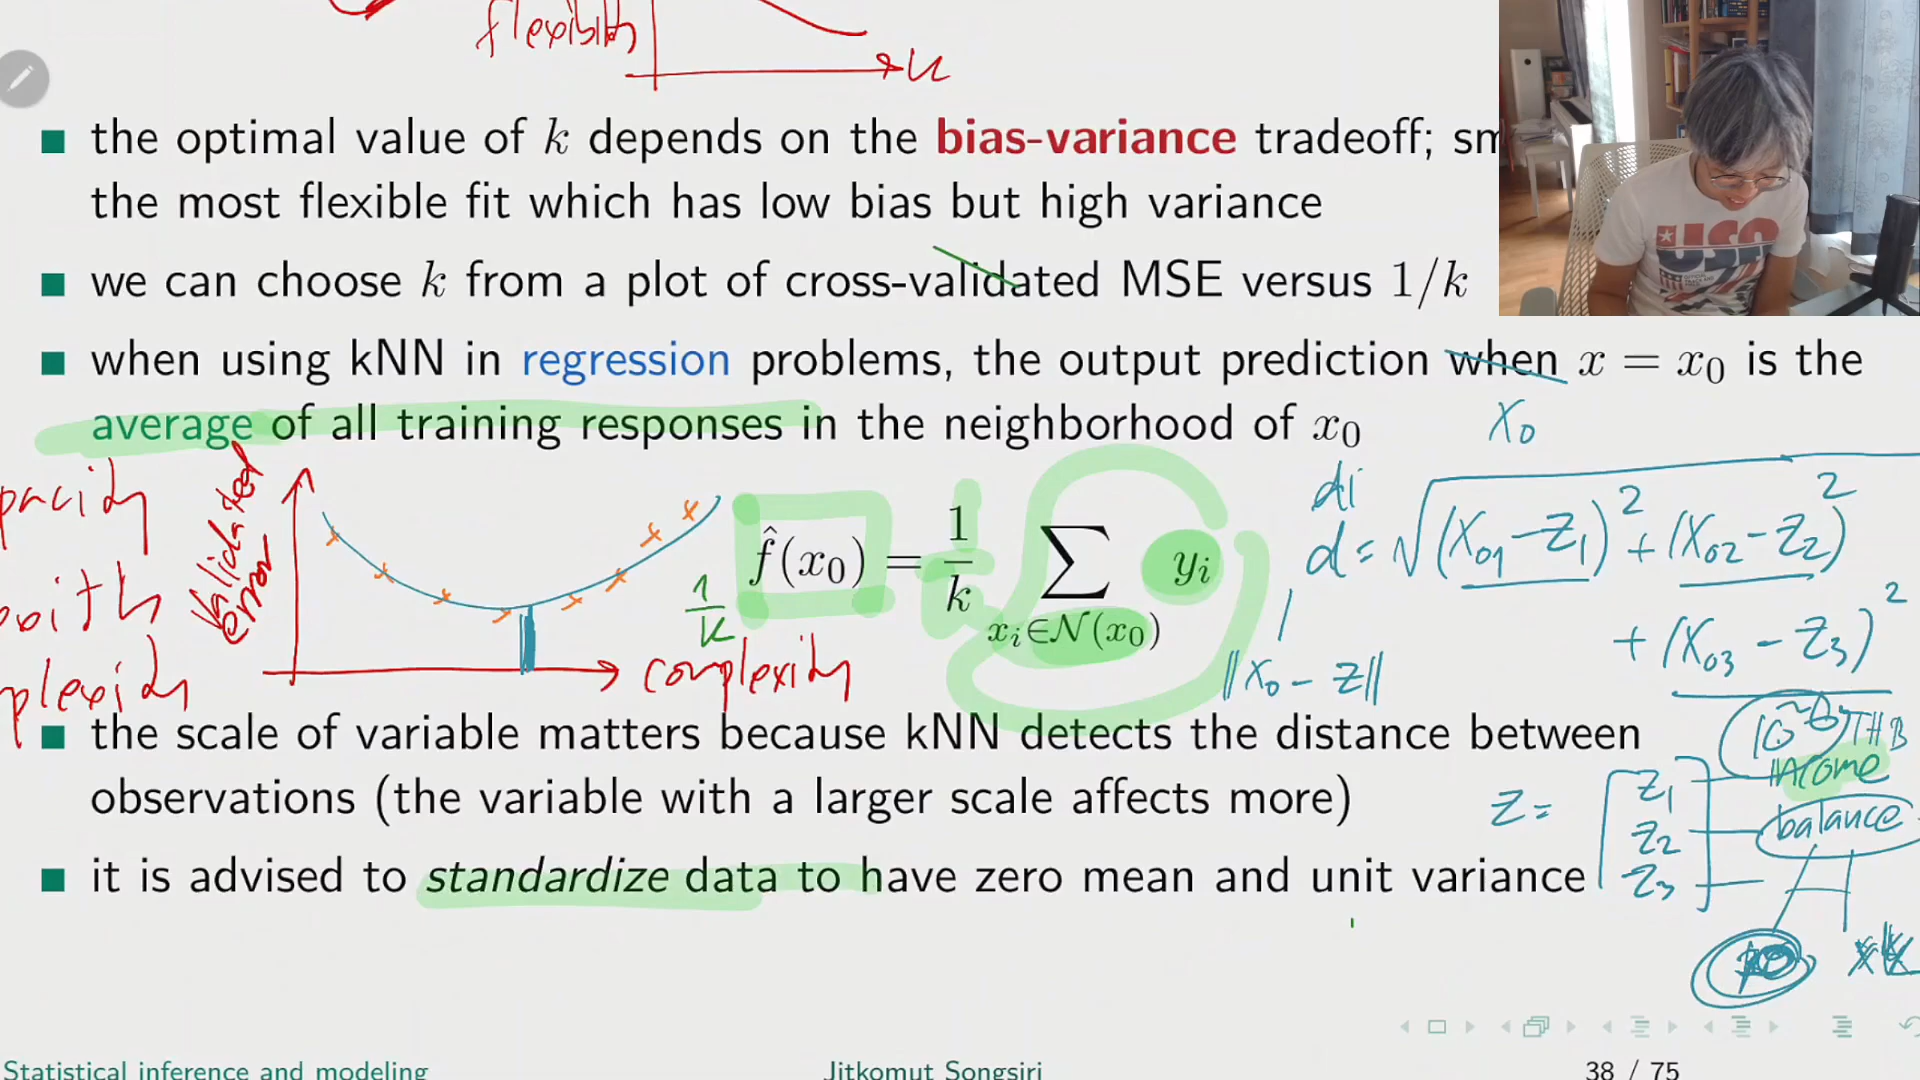 flexibility
k
the optimal value of k depends on the bias-variance tradeoff; sm
the most flexible fit which has low bias but high variance
we can choose k from a plot of cross-validated MSE versus 1/k
when using kNN in regression problems, the output prediction when x = x₀ is the
average of all training responses in the neighborhood of x₀
x₀
pacity
validated error
f̂(x₀) = 1/k ∑ xᵢ∈N(x₀) yᵢ
di
d = √(x₀₁ − z₁)² + (x₀₂ − z₂)²
+ (x₀₃ − z₃)²
1/k
complexity
plexity
‖x₀ − z‖
the scale of variable matters because kNN detects the distance between
observations (the variable with a larger scale affects more)
THB
income
z = [z₁ z₂ z₃]
balance
it is advised to standardize data to have zero mean and unit variance
Statistical inference and modeling
Jitkomut Songsiri
38 / 75